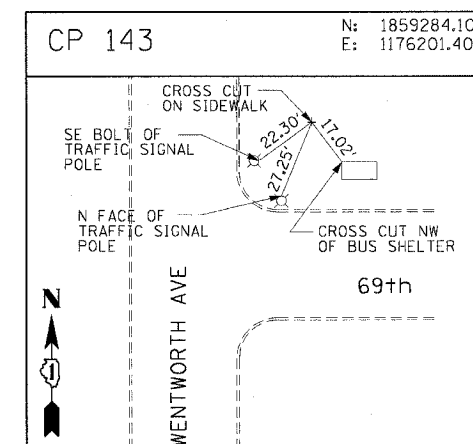 CP 143
N: 1859284.10
E: 1176201.40
CROSS CUT
ON SIDEWALK
SE BOLT OF
TRAFFIC SIGNAL
POLE
22.30'
17.02'
27.25'
N FACE OF
TRAFFIC SIGNAL
POLE
CROSS CUT NW
OF BUS SHELTER
69th
N
1
WENTWORTH AVE